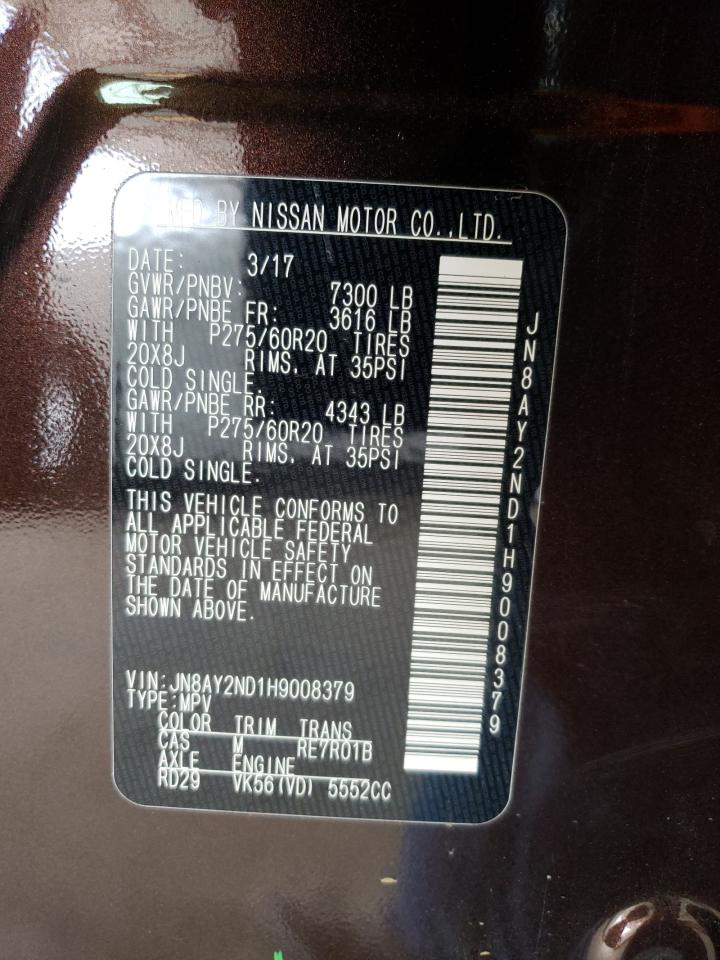 MFD BY NISSAN MOTOR CO.,LTD.
DATE: 3/17
GVWR/PNBV: 7300 LB
GAWR/PNBE FR: 3616 LB
WITH P275/60R20 TIRES
20X8J RIMS, AT 35PSI
COLD SINGLE.
GAWR/PNBE RR: 4343 LB
WITH P275/60R20 TIRES
20X8J RIMS, AT 35PSI
COLD SINGLE.
THIS VEHICLE CONFORMS TO
ALL APPLICABLE FEDERAL
MOTOR VEHICLE SAFETY
STANDARDS IN EFFECT ON
THE DATE OF MANUFACTURE
SHOWN ABOVE.
VIN:JN8AY2ND1H9008379
TYPE:MPV
COLOR TRIM TRANS
CAS M RE7R01B
AXLE ENGINE
RD29 VK56(VD) 5552CC
JN8AY2ND1H9008379